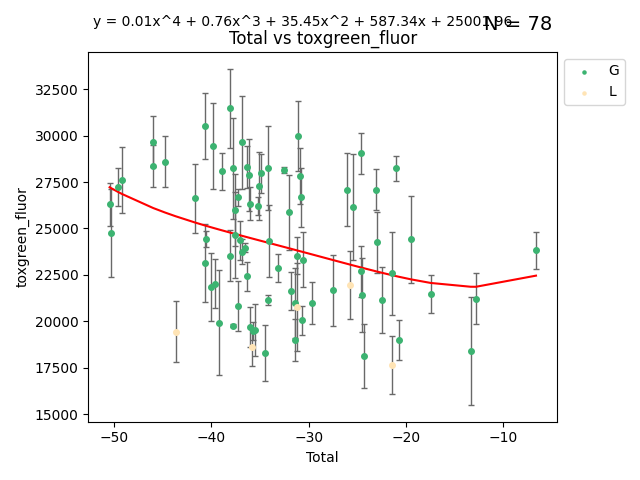 y = 0.01x^4 + 0.76x^3 + 35.45x^2 + 587.34x + 25001.96
N = 78
Total vs toxgreen_fluor
G
L
32500
30000
27500
25000
22500
20000
17500
15000
toxgreen_fluor
−50
−40
−30
−20
−10
Total